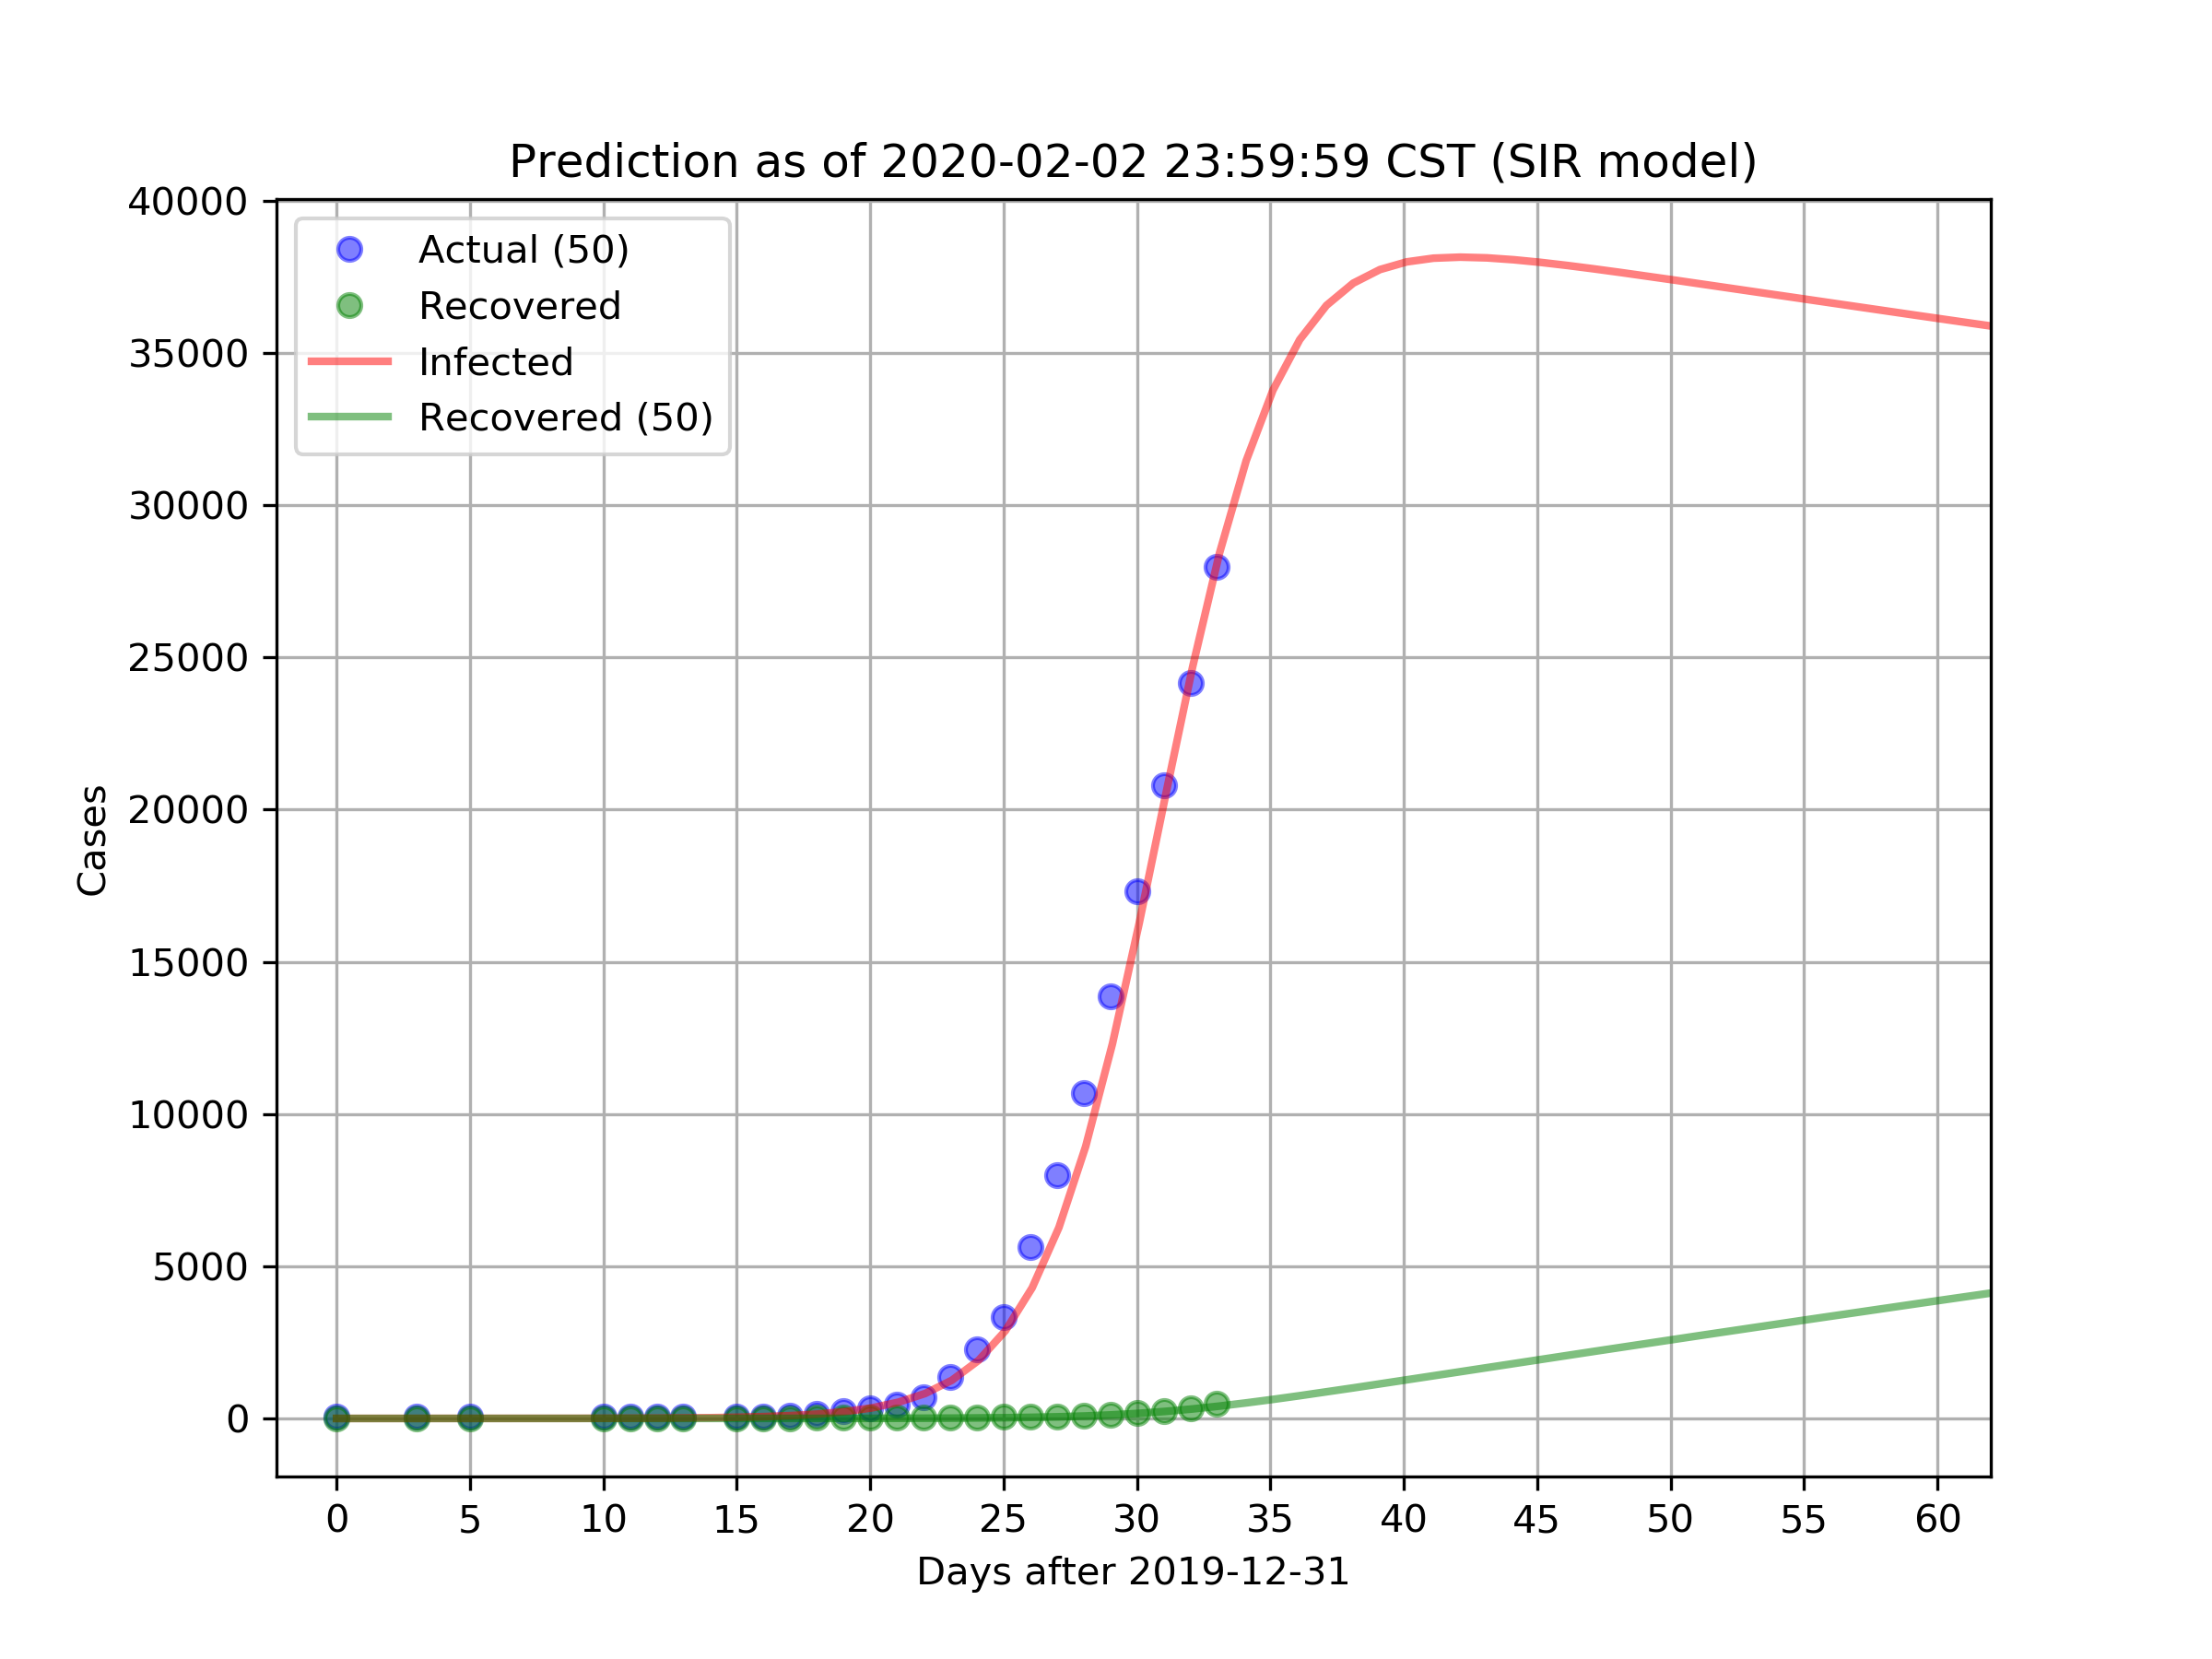 Prediction as of 2020-02-02 23:59:59 CST (SIR model)
40000
35000
30000
25000
20000
15000
10000
5000
0
Cases
Actual (50)
Recovered
Infected
Recovered (50)
0 5 10 15 20 25 30 35 40 45 50 55 60
Days after 2019-12-31